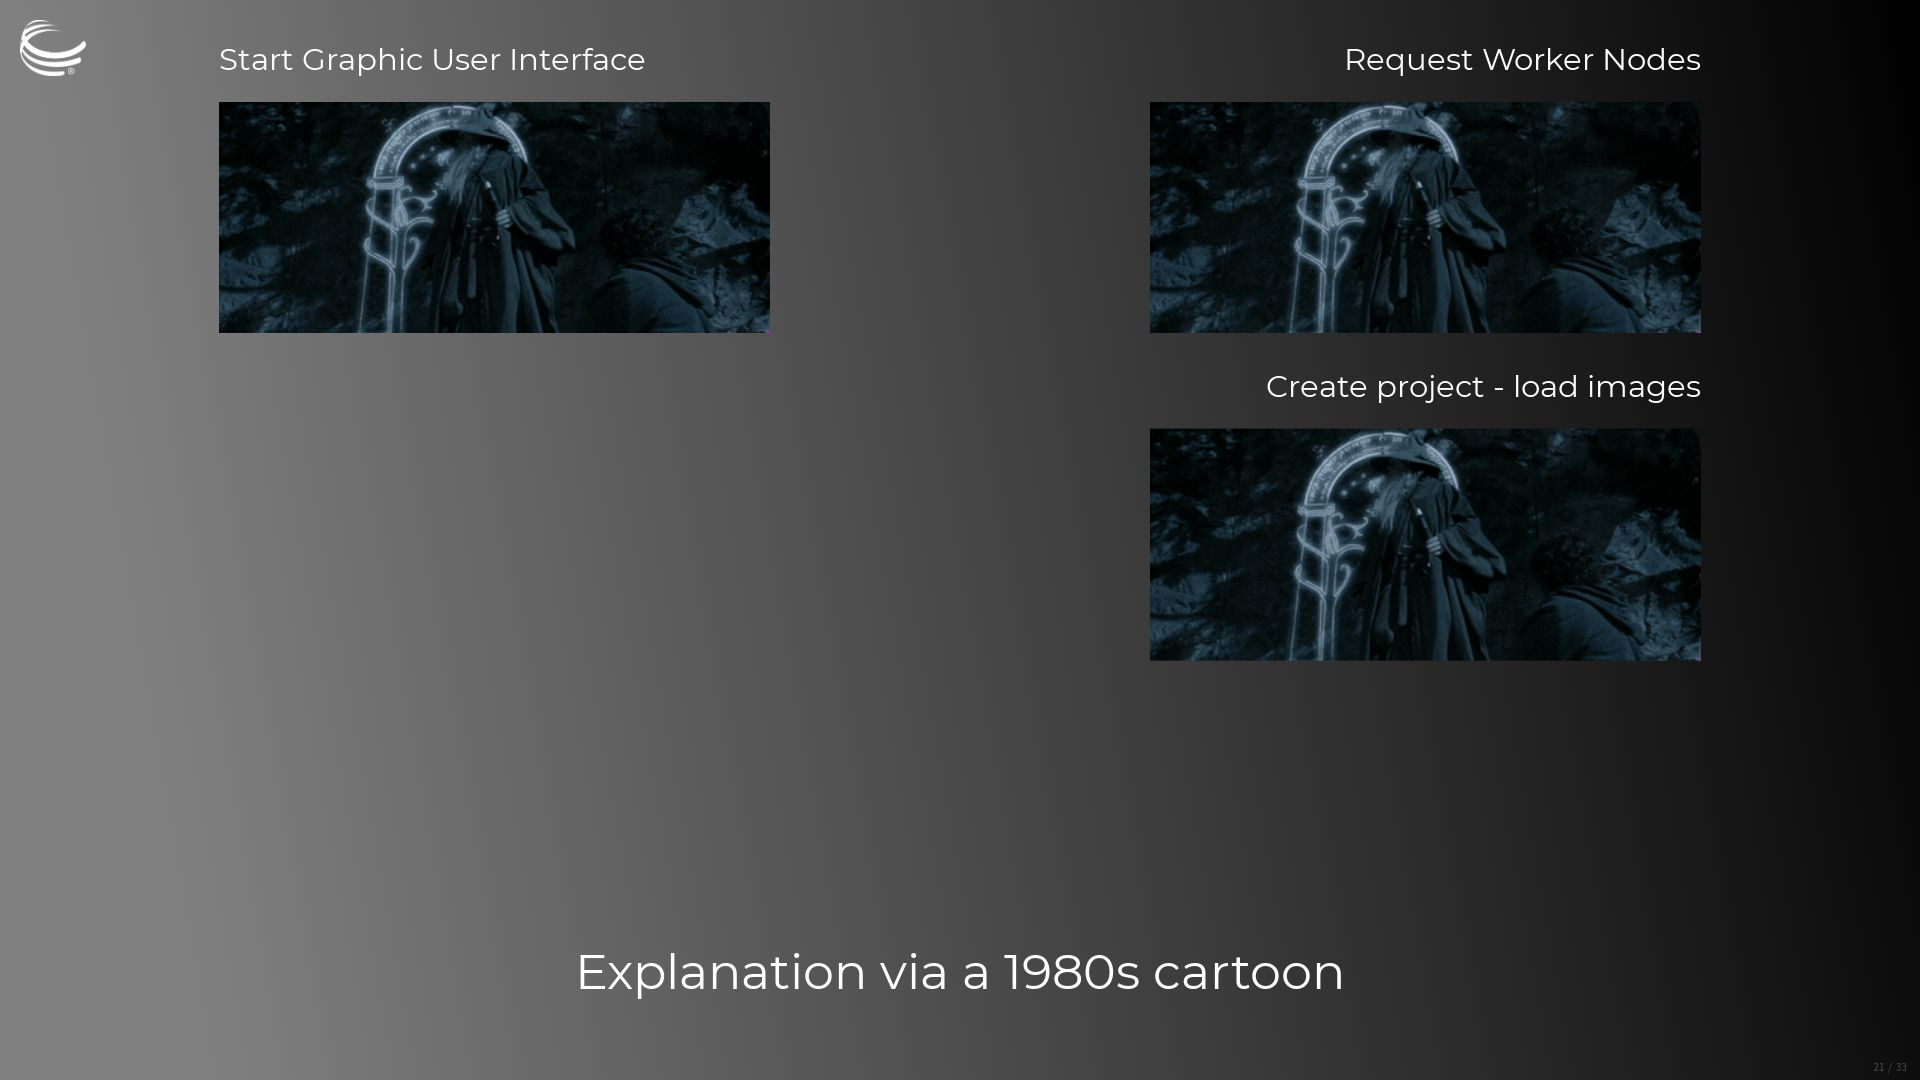 Start Graphic User Interface
Request Worker Nodes
Create project - load images
Explanation via a 1980s cartoon
21 / 33